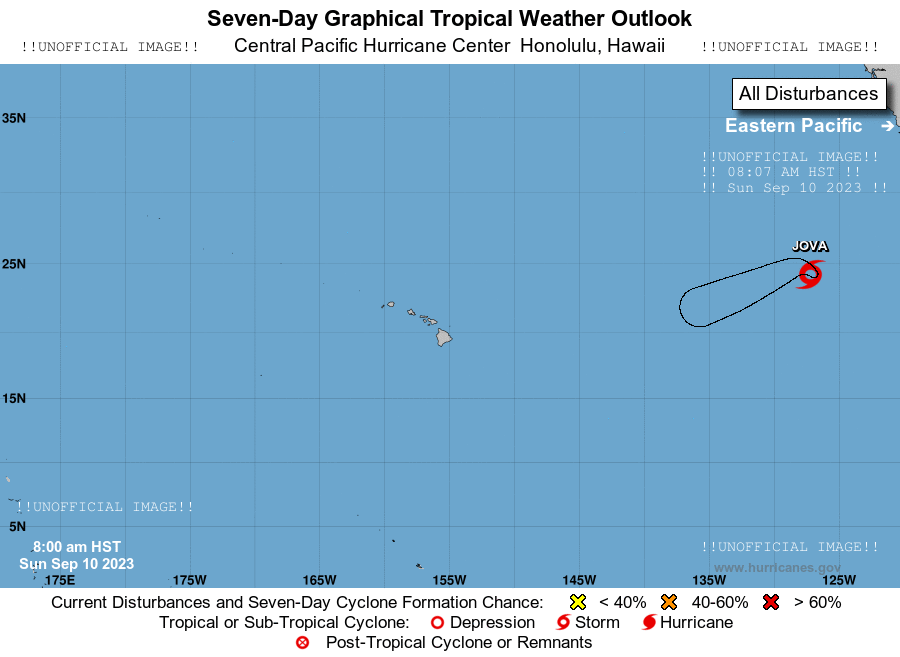 Seven-Day Graphical Tropical Weather Outlook
!!UNOFFICIAL IMAGE!! Central Pacific Hurricane Center Honolulu, Hawaii !!UNOFFICIAL IMAGE!!
All Disturbances
35N
Eastern Pacific ➔
!!UNOFFICIAL IMAGE!!
!! 08:07 AM HST !!
!! Sun Sep 10 2023 !!
JOVA
25N
15N
!!UNOFFICIAL IMAGE!!
5N
8:00 am HST
Sun Sep 10 2023
!!UNOFFICIAL IMAGE!!
www.hurricanes.gov
175E 175W 165W 155W 145W 135W 125W
Current Disturbances and Seven-Day Cyclone Formation Chance: < 40% 40-60% > 60%
Tropical or Sub-Tropical Cyclone: Depression Storm Hurricane
Post-Tropical Cyclone or Remnants